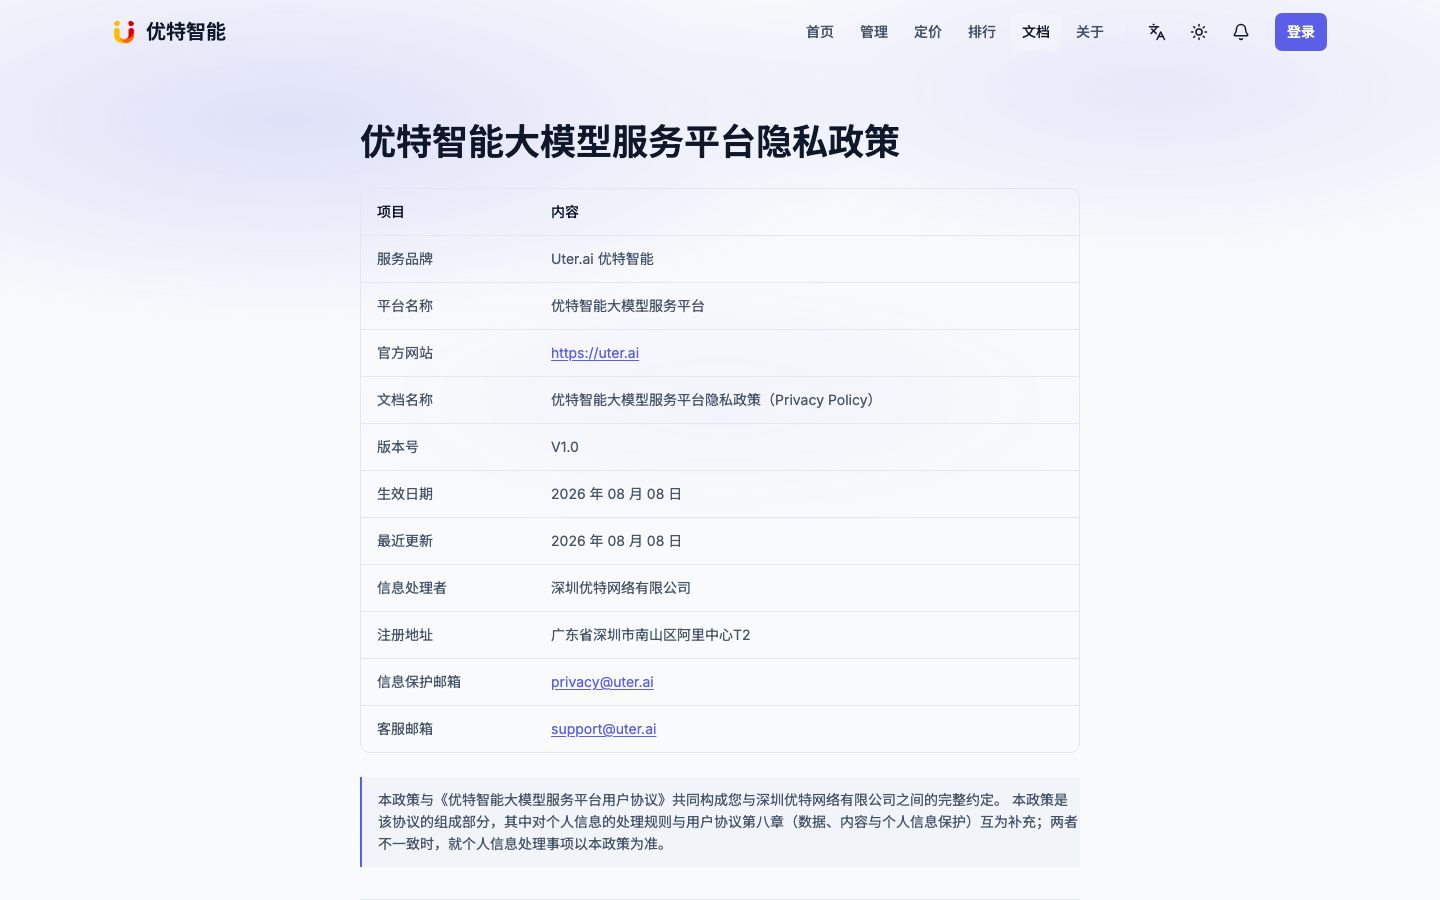 优特智能
首页 管理 定价 排行 文档 关于 登录
优特智能大模型服务平台隐私政策
项目 内容
服务品牌 Uter.ai 优特智能
平台名称 优特智能大模型服务平台
官方网站 https://uter.ai
文档名称 优特智能大模型服务平台隐私政策（Privacy Policy）
版本号 V1.0
生效日期 2026 年 08 月 08 日
最近更新 2026 年 08 月 08 日
信息处理者 深圳优特网络有限公司
注册地址 广东省深圳市南山区阿里中心T2
信息保护邮箱 privacy@uter.ai
客服邮箱 support@uter.ai
本政策与《优特智能大模型服务平台用户协议》共同构成您与深圳优特网络有限公司之间的完整约定。 本政策是
该协议的组成部分，其中对个人信息的处理规则与用户协议第八章（数据、内容与个人信息保护）互为补充；两者
不一致时，就个人信息处理事项以本政策为准。